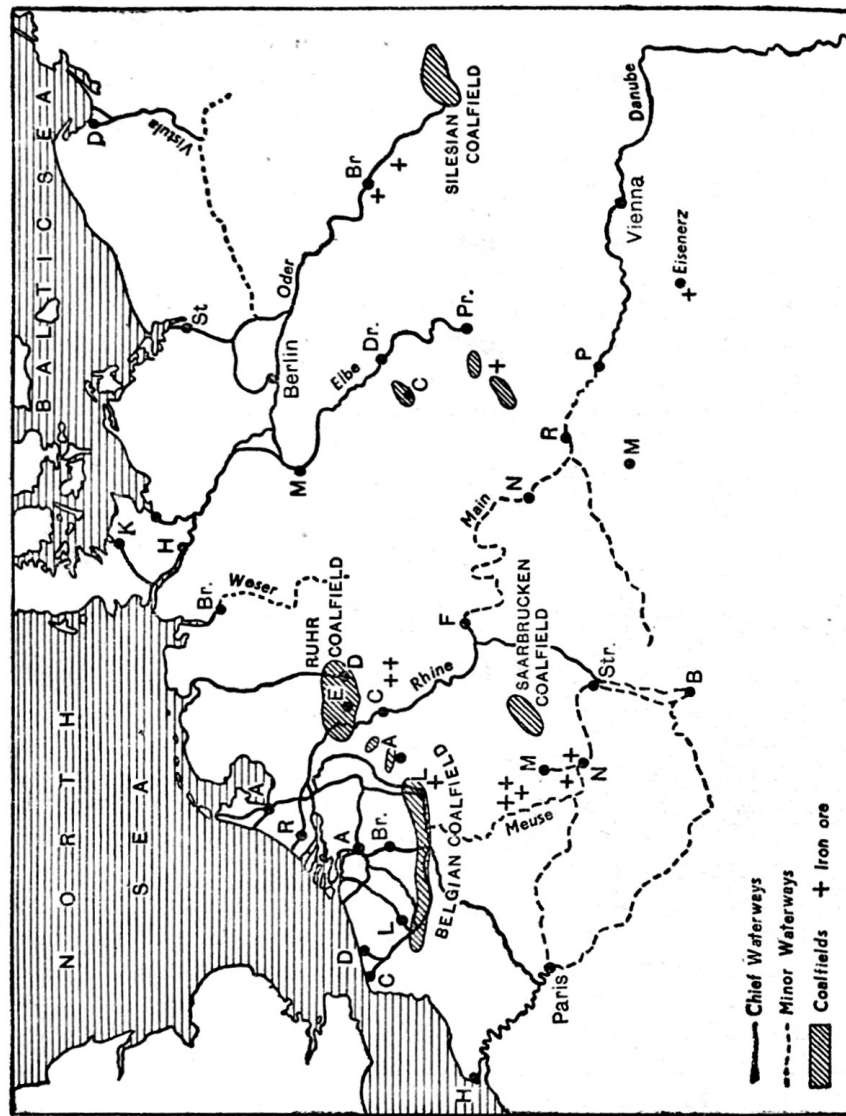 NORTH
SEA
BALTIC SEA
K
H
D
Vistula
St
Br.
Weser
A
R
RUHR
COALFIELD
E
D
M
Berlin
Oder
Br
D
C
L
A
Br.
L
BELGIAN COALFIELD
A
C
Rhine
Elbe
Dr.
C
Pr.
SILESIAN
COALFIELD
H
Paris
Meuse
M
N
SAARBRUCKEN
COALFIELD
F
Main
N
Str.
B
R
P
M
Vienna
Danube
Eisenerz
Chief Waterways
Minor Waterways
Coalfields
+ Iron ore